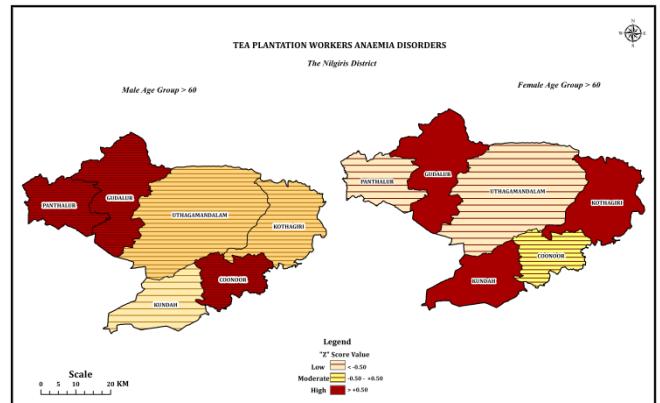 N
W E
S
TEA PLANTATION WORKERS ANAEMIA DISORDERS
The Nilgiris District
Male Age Group > 60
Female Age Group > 60
PANTHALUR
GUDALUR
UTHAGAMANDALAM
KOTHAGIRI
COONOOR
KUNDAH
PANTHALUR
GUDALUR
UTHAGAMANDALAM
KOTHAGIRI
COONOOR
KUNDAH
Legend
"Z" Score Value
Low < -0.50
Moderate -0.50 - +0.50
High > +0.50
Scale
0 5 10 20 KM